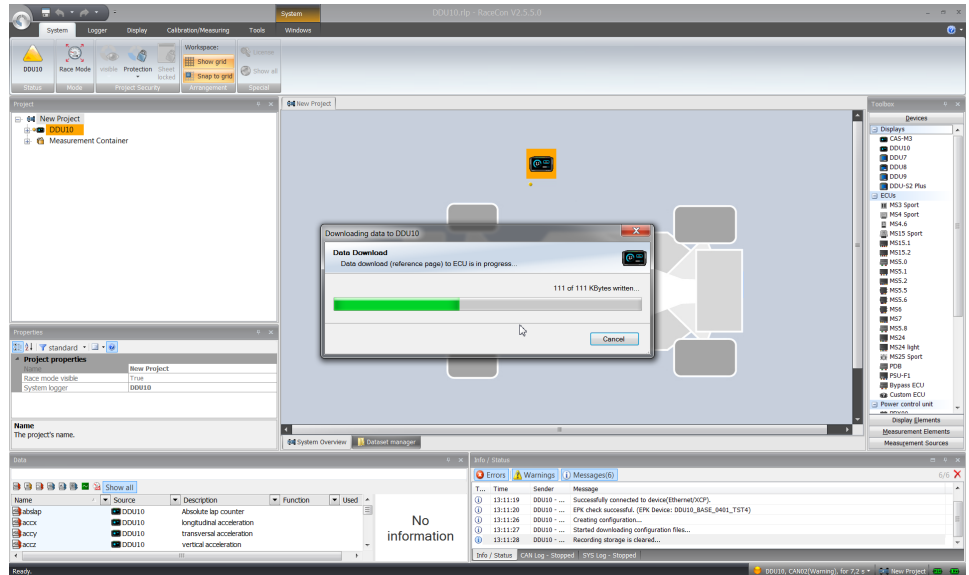 DDU10.rlp - RaceCon V2.5.5.0
System
System Logger Display Calibration/Measuring Tools Windows
DDU10
Race Mode
visible
Protection
Sheet locked
Workspace:
Show grid
Snap to grid
License
Show all
Status Mode Project Security Arrangement Special
Project
New Project
DDU10
Measurement Container
New Project
Downloading data to DDU10
Data Download
Data download (reference page) to ECU is in progress...
111 of 111 KBytes written...
Cancel
System Overview
Dataset manager
Toolbox
Devices
Displays
CAS-M3
DDU10
DDU7
DDU8
DDU9
DDU-S2 Plus
ECUs
MS3 Sport
MS4 Sport
MS4.6
MS15 Sport
MS15.1
MS15.2
MS5.0
MS5.1
MS5.2
MS5.5
MS5.6
MS6
MS7
MS5.8
MS24
MS24 light
MS25 Sport
PDB
PSU-F1
Bypass ECU
Custom ECU
Power control unit
Display Elements
Measurement Elements
Measurement Sources
Properties
standard
Project properties
Name New Project
Race mode visible True
System logger DDU10
Name
The project's name.
Data
Show all
Name Source Description Function Used
abslap DDU10 Absolute lap counter
accx DDU10 longitudinal acceleration
accy DDU10 transversal acceleration
accz DDU10 vertical acceleration
No
information
Info / Status
Errors Warnings Messages(6) 6/6
T... Time Sender Message
13:11:19 DDU10 - ... Successfully connected to device(Ethernet/XCP).
13:11:20 DDU10 - ... EPK check successful. (EPK Device: DDU10_BASE_0401_TST4)
13:11:26 DDU10 - ... Creating configuration...
13:11:27 DDU10 - ... Started downloading configuration files...
13:11:28 DDU10 - ... Recording storage is cleared...
Info / Status CAN Log - Stopped SYS Log - Stopped
Ready.
DDU10, CAN02(Warning), for 7,2 s
New Project